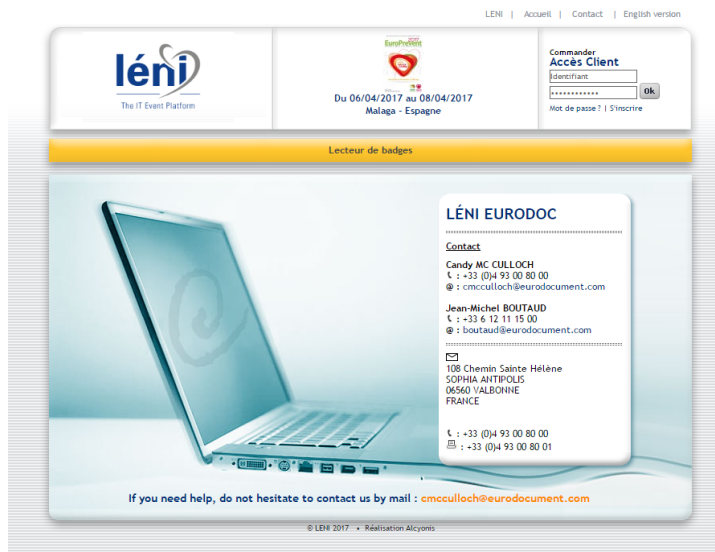 LENI | Accueil | Contact | English version
léni
The IT Event Platform
2017
EuroPrevent
Du 06/04/2017 au 08/04/2017
Malaga - Espagne
Commander
Accès Client
Identifiant
••••••••••••
Ok
Mot de passe ? | S'inscrire
Lecteur de badges
LÉNI EURODOC
Contact
Candy MC CULLOCH
: +33 (0)4 93 00 80 00
@ : cmcculloch@eurodocument.com
Jean-Michel BOUTAUD
: +33 6 12 11 15 00
@ : boutaud@eurodocument.com
108 Chemin Sainte Hélène
SOPHIA ANTIPOLIS
06560 VALBONNE
FRANCE
: +33 (0)4 93 00 80 00
: +33 (0)4 93 00 80 01
If you need help, do not hesitate to contact us by mail : cmcculloch@eurodocument.com
© LENI 2017 • Réalisation Alcyonis